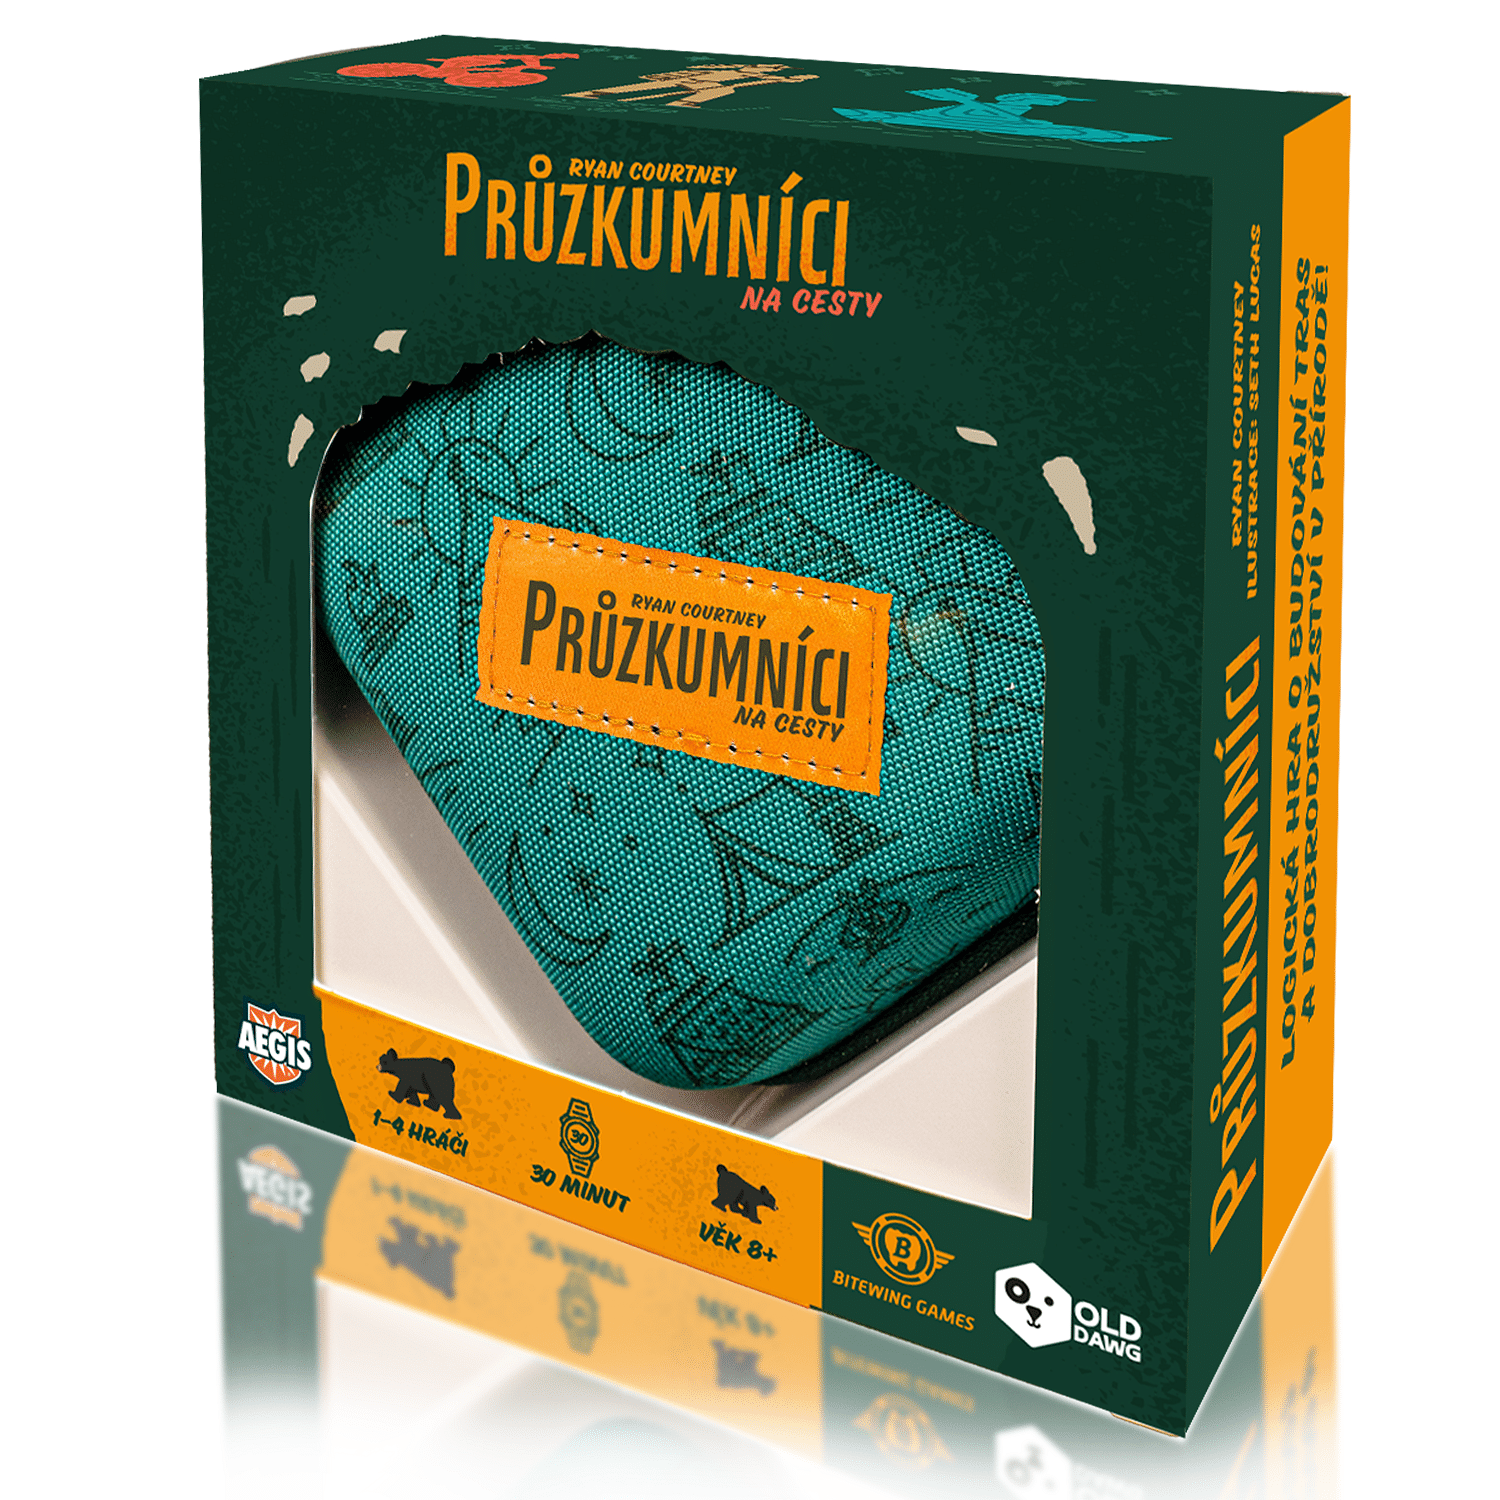 RYAN COURTNEY
PRŮZKUMNÍCI
NA CESTY
RYAN COURTNEY
PRŮZKUMNÍCI
NA CESTY
AEGIS
1–4 HRÁČI
30
30 MINUT
VĚK 8+
B
BITEWING GAMES
OLD
DAWG
PRŮZKUMNÍCI
RYAN COURTNEY
ILUSTRACE: SETH LUCAS
LOGICKÁ HRA O BUDOVÁNÍ TRAS
A DOBRODRUŽSTVÍ V PŘÍRODĚ!